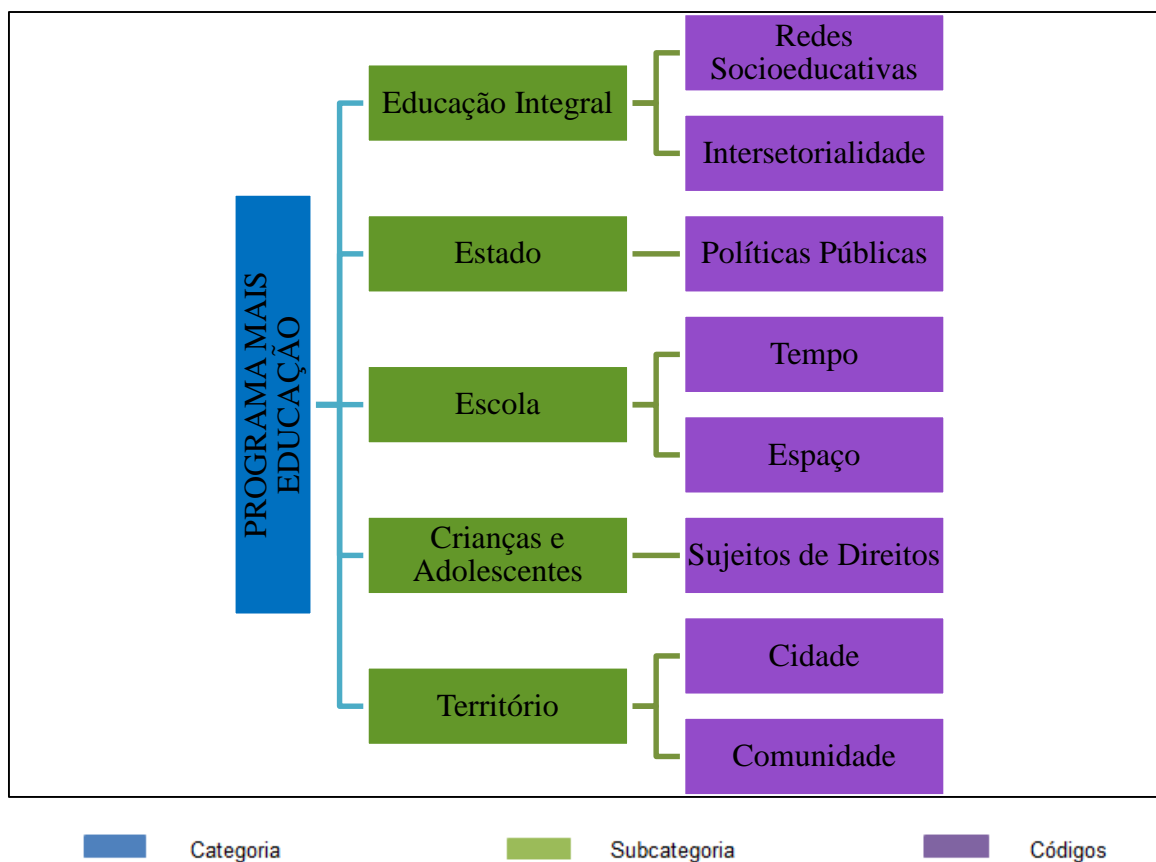 PROGRAMA MAIS
EDUCAÇÃO
Educação Integral
Redes
Socioeducativas
Intersetorialidade
Estado
Políticas Públicas
Escola
Tempo
Espaço
Crianças e
Adolescentes
Sujeitos de Direitos
Território
Cidade
Comunidade
Categoria
Subcategoria
Códigos